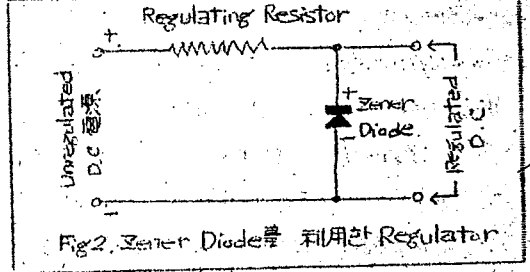 Regulating Resistor
+
Unregulated
D.C 電源
+
Zener
Diode
-
Regulated
D.C.
-
Fig2. Zener Diode를 利用한 Regulator